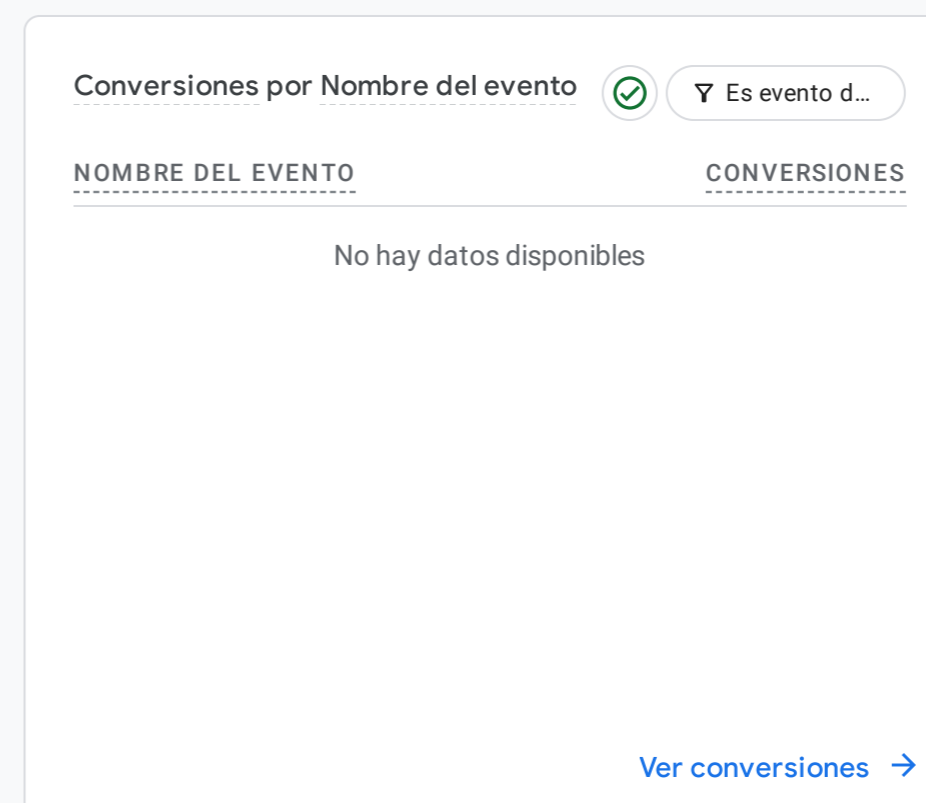 Conversiones por Nombre del evento
Es evento d...
NOMBRE DEL EVENTO CONVERSIONES
No hay datos disponibles
Ver conversiones